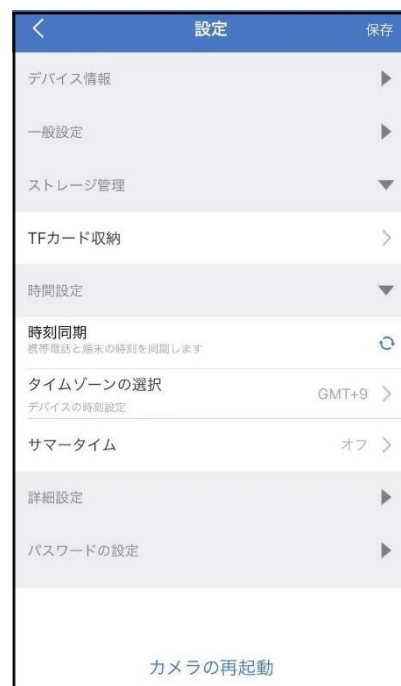 設定
保存
デバイス情報
一般設定
ストレージ管理
TFカード収納
時間設定
時刻同期
携帯電話と端末の時刻を同期します
タイムゾーンの選択
GMT+9
デバイスの時刻設定
サマータイム
オフ
詳細設定
パスワードの設定
カメラの再起動